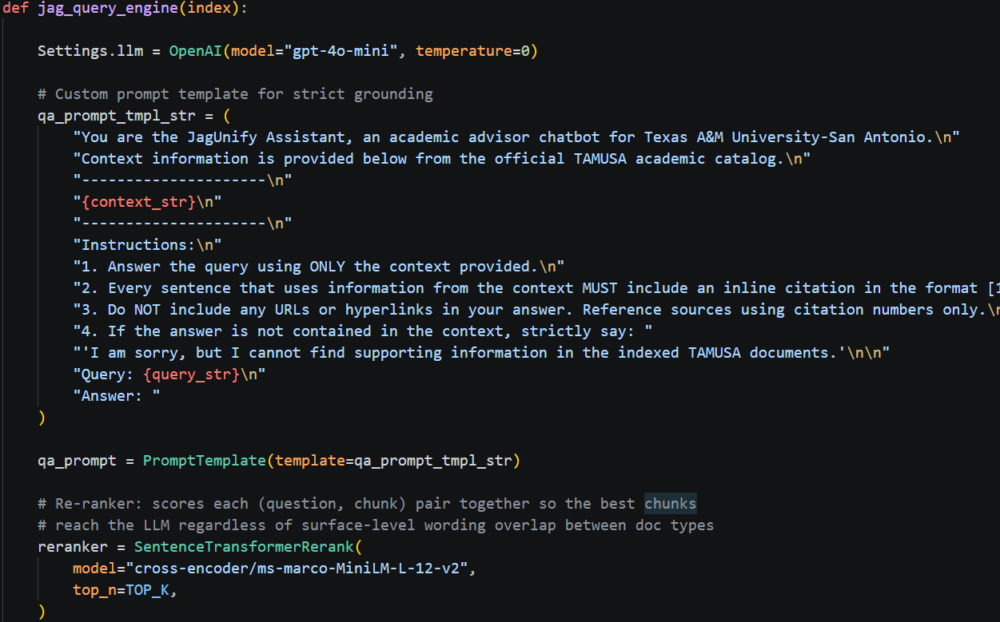 def jag_query_engine(index):
Settings.llm = OpenAI(model="gpt-4o-mini", temperature=0)
# Custom prompt template for strict grounding
qa_prompt_tmpl_str = (
"You are the JagUnify Assistant, an academic advisor chatbot for Texas A&M University-San Antonio.\n"
"Context information is provided below from the official TAMUSA academic catalog.\n"
"---------------------\n"
"{context_str}\n"
"---------------------\n"
"Instructions:\n"
"1. Answer the query using ONLY the context provided.\n"
"2. Every sentence that uses information from the context MUST include an inline citation in the format [1
"3. Do NOT include any URLs or hyperlinks in your answer. Reference sources using citation numbers only.\n
"4. If the answer is not contained in the context, strictly say: "
"'I am sorry, but I cannot find supporting information in the indexed TAMUSA documents.'\n\n"
"Query: {query_str}\n"
"Answer: "
)
qa_prompt = PromptTemplate(template=qa_prompt_tmpl_str)
# Re-ranker: scores each (question, chunk) pair together so the best chunks
# reach the LLM regardless of surface-level wording overlap between doc types
reranker = SentenceTransformerRerank(
model="cross-encoder/ms-marco-MiniLM-L-12-v2",
top_n=TOP_K,
)